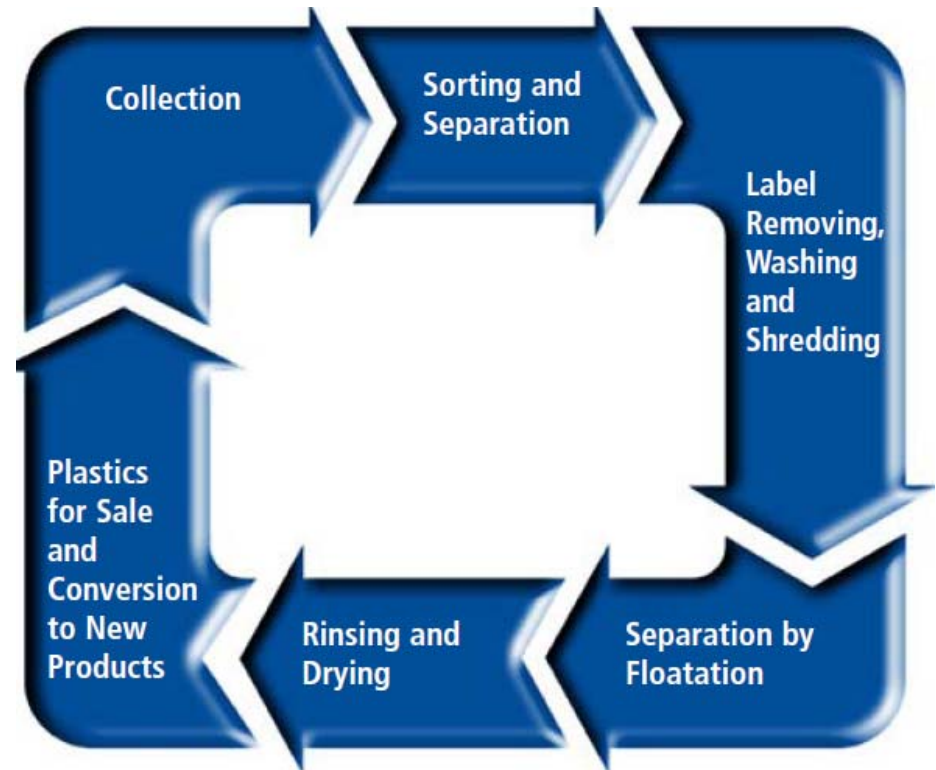 Collection
Sorting and
Separation
Label
Removing,
Washing
and
Shredding
Separation by
Floatation
Rinsing and
Drying
Plastics
for Sale
and
Conversion
to New
Products